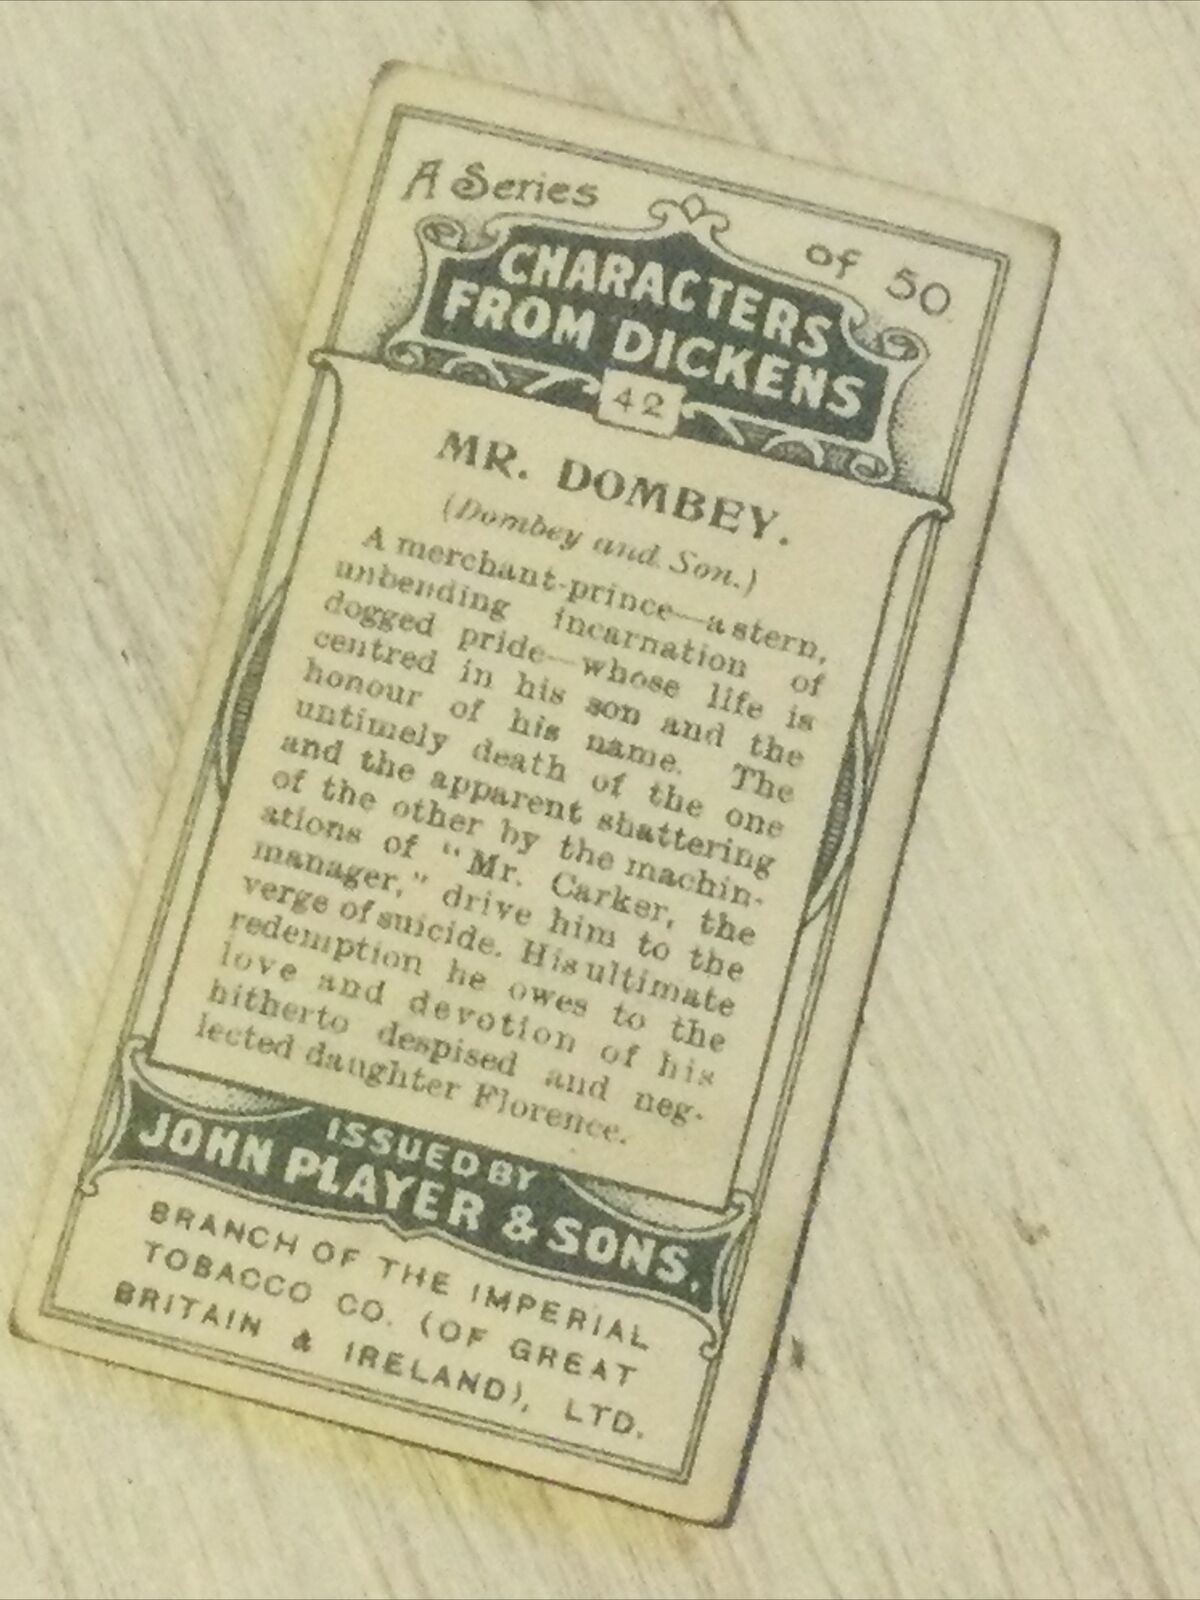 A Series of 50
CHARACTERS
FROM DICKENS
42
MR. DOMBEY.
(Dombey and Son.)
A merchant-prince—a stern,
unbending incarnation of
dogged pride—whose life is
centred in his son and the
honour of his name. The
untimely death of the one
and the apparent shattering
of the other by the machin-
ations of "Mr. Carker, the
manager," drive him to the
verge of suicide. His ultimate
redemption he owes to the
love and devotion of his
hitherto despised and neg-
lected daughter Florence.
ISSUED BY
JOHN PLAYER & SONS.
BRANCH OF THE IMPERIAL
TOBACCO CO. (OF GREAT
BRITAIN & IRELAND), LTD.